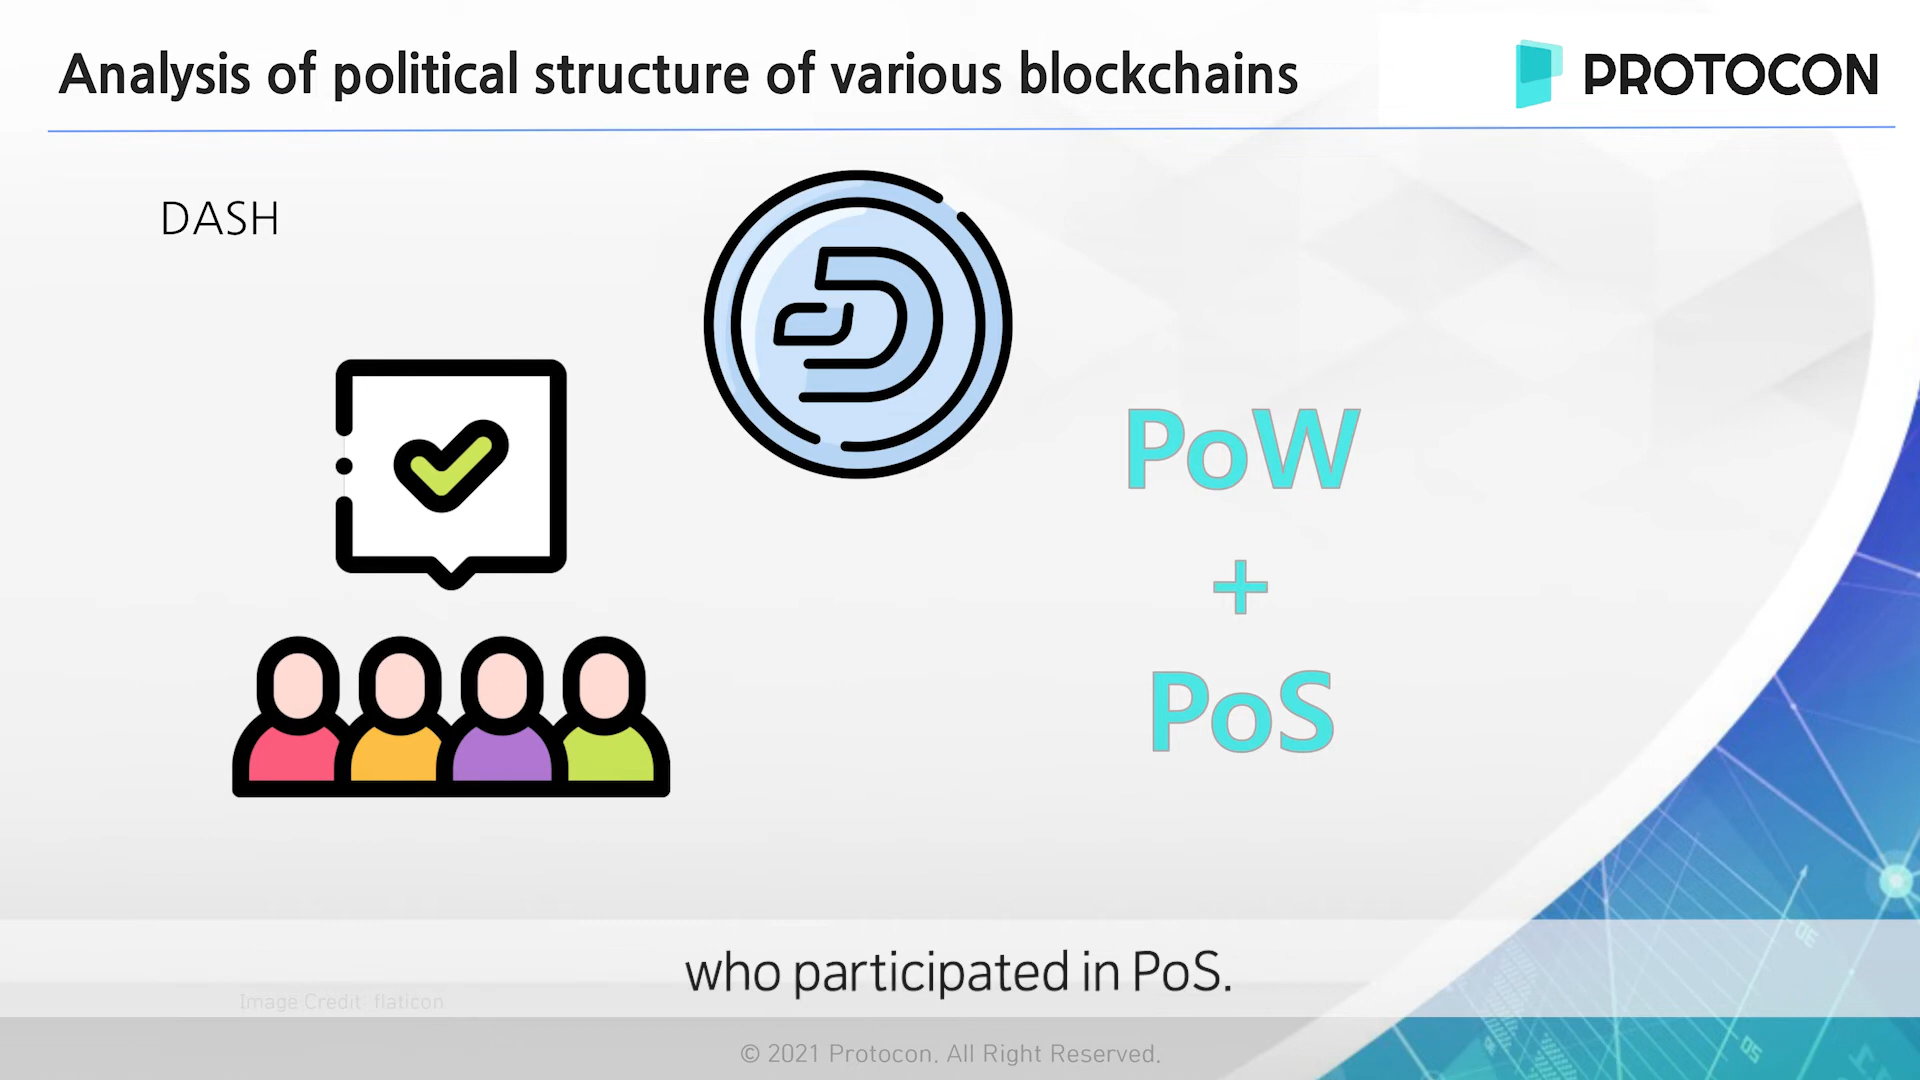 Analysis of political structure of various blockchains
PROTOCON
DASH
PoW
+
PoS
who participated in PoS.
Image Credit: flaticon
© 2021 Protocon. All Right Reserved.